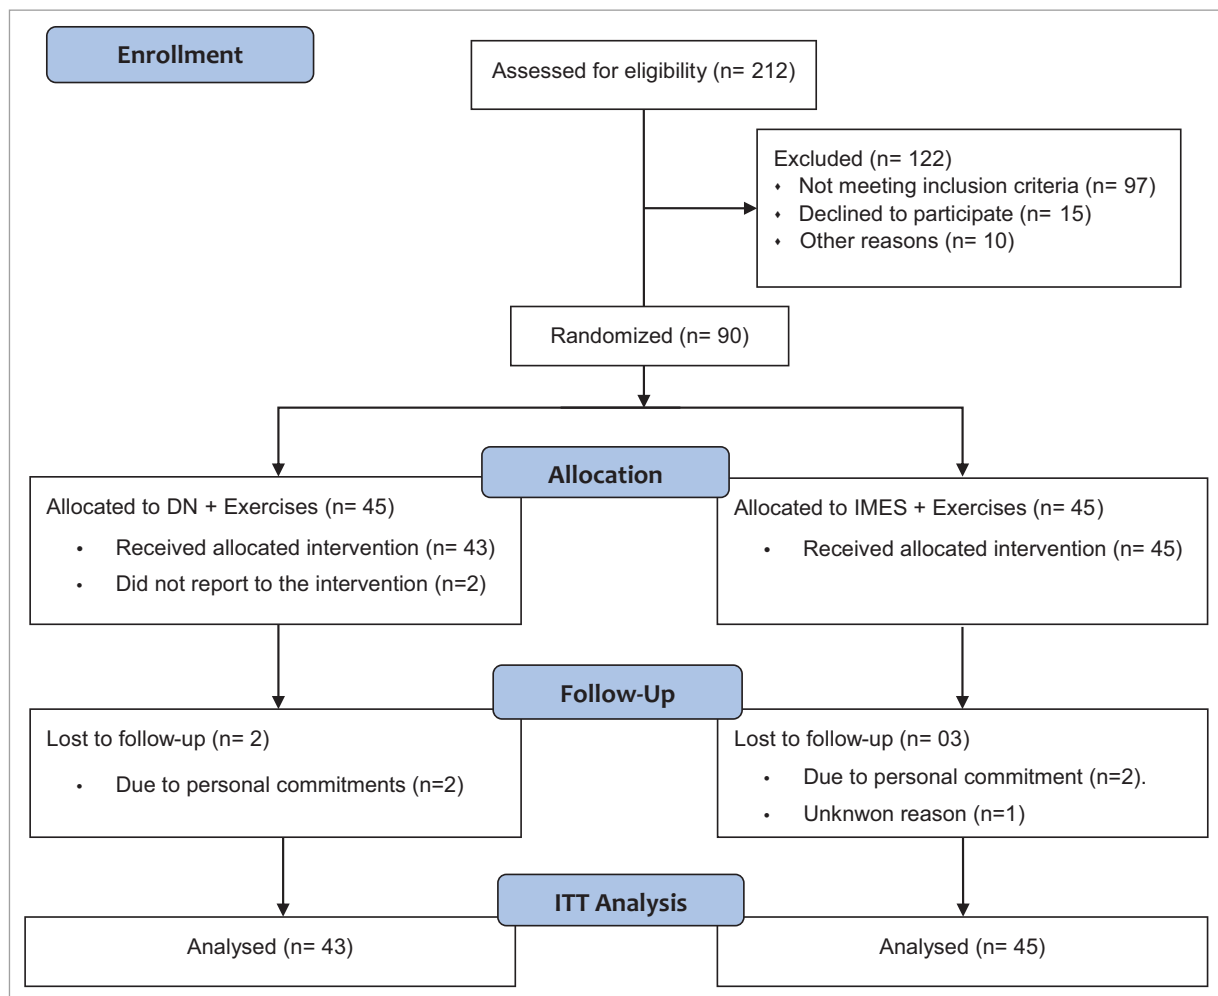 Enrollment
Assessed for eligibility (n= 212)
Excluded (n= 122)
⬧ Not meeting inclusion criteria (n= 97)
⬧ Declined to participate (n= 15)
⬧ Other reasons (n= 10)
Randomized (n= 90)
Allocation
Allocated to DN + Exercises (n= 45)
• Received allocated intervention (n= 43)
• Did not report to the intervention (n=2)
Allocated to IMES + Exercises (n= 45)
• Received allocated intervention (n= 45)
Follow-Up
Lost to follow-up (n= 2)
• Due to personal commitments (n=2)
Lost to follow-up (n= 03)
• Due to personal commitment (n=2).
• Unknwon reason (n=1)
ITT Analysis
Analysed (n= 43)
Analysed (n= 45)